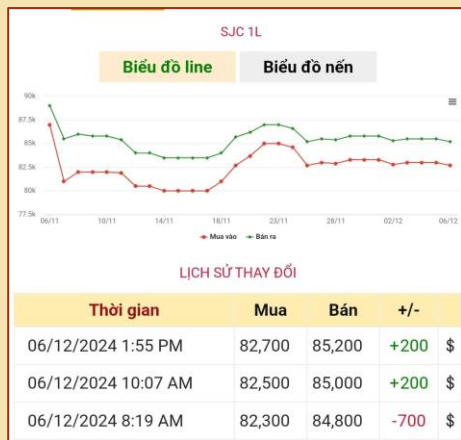 SJC 1L
Biểu đồ line Biểu đồ nến
90k
87.5k
85k
82.5k
80k
77.5k
06/11 10/11 14/11 18/11 23/11 28/11 02/12 06/12
Mua vào Bán ra
LỊCH SỬ THAY ĐỔI
Thời gian Mua Bán +/-
06/12/2024 1:55 PM 82,700 85,200 +200 $
06/12/2024 10:07 AM 82,500 85,000 +200 $
06/12/2024 8:19 AM 82,300 84,800 -700 $